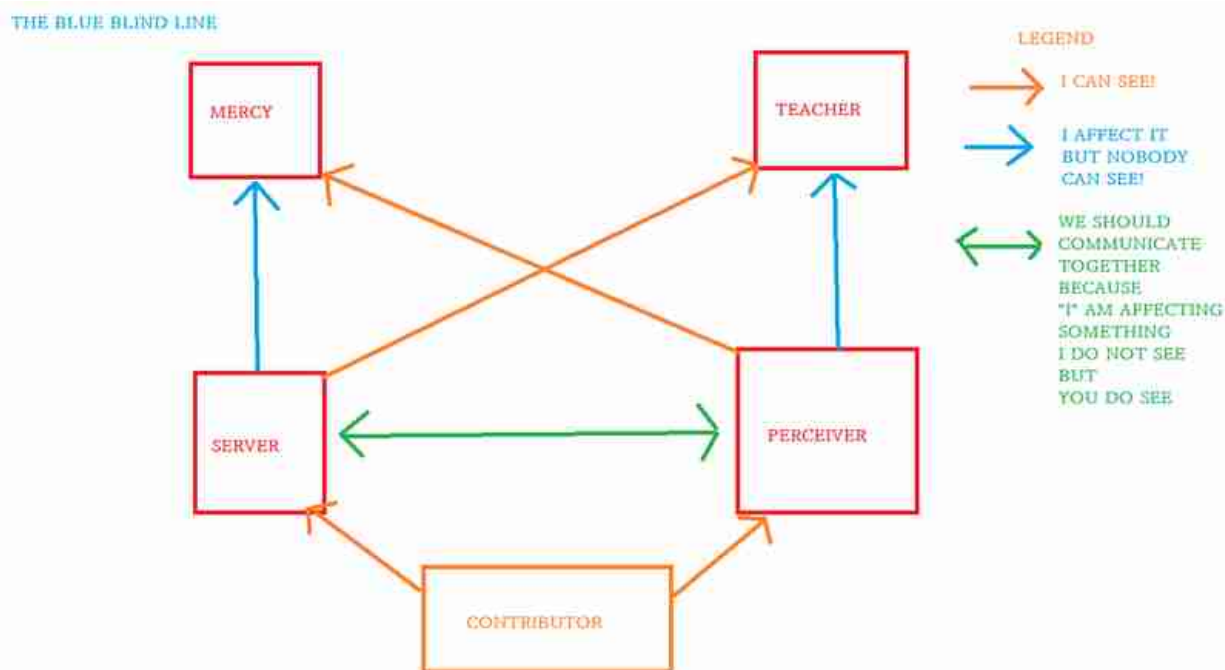 THE BLUE BLIND LINE
LEGEND
MERCY
TEACHER
I CAN SEE!
I AFFECT IT
BUT NOBODY
CAN SEE!
WE SHOULD
COMMUNICATE
TOGETHER
BECAUSE
"I" AM AFFECTING
SOMETHING
I DO NOT SEE
BUT
YOU DO SEE
SERVER
PERCEIVER
CONTRIBUTOR